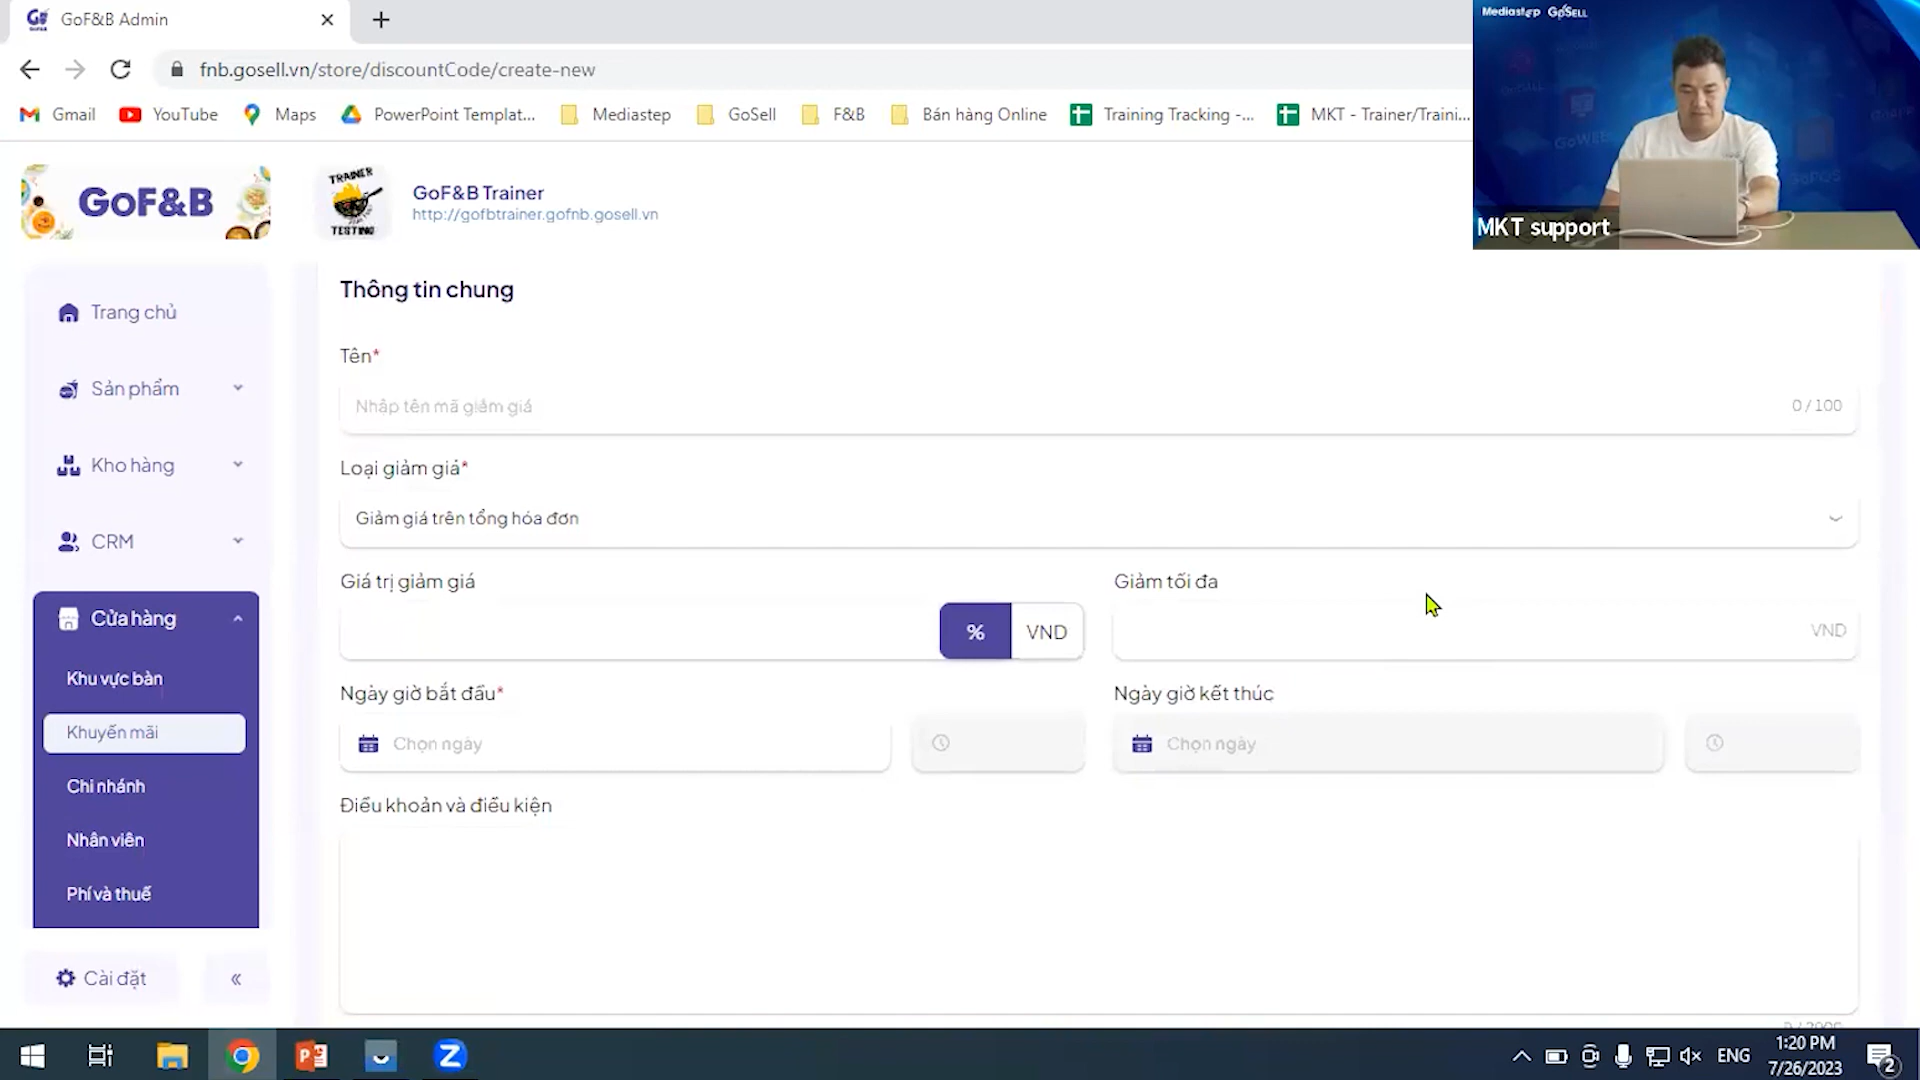 GoF&B Admin
fnb.gosell.vn/store/discountCode/create-new
Gmail
YouTube
Maps
PowerPoint Templat...
Mediastep
GoSell
F&B
Bán hàng Online
Training Tracking -...
MKT - Trainer/Traini...
Mediastep GoSELL
MKT support
GoF&B
TRAINER
TESTING
GoF&B Trainer
http://gofbtrainer.gofnb.gosell.vn
Trang chủ
Sản phẩm
Kho hàng
CRM
Cửa hàng
Khu vực bàn
Khuyến mãi
Chi nhánh
Nhân viên
Phí và thuế
Cài đặt
«
Thông tin chung
Tên*
Nhập tên mã giảm giá
0 / 100
Loại giảm giá*
Giảm giá trên tổng hóa đơn
Giá trị giảm giá
% VND
Giảm tối đa
VND
Ngày giờ bắt đầu*
Chọn ngày
Ngày giờ kết thúc
Chọn ngày
Điều khoản và điều kiện
ENG
1:20 PM
7/26/2023
2